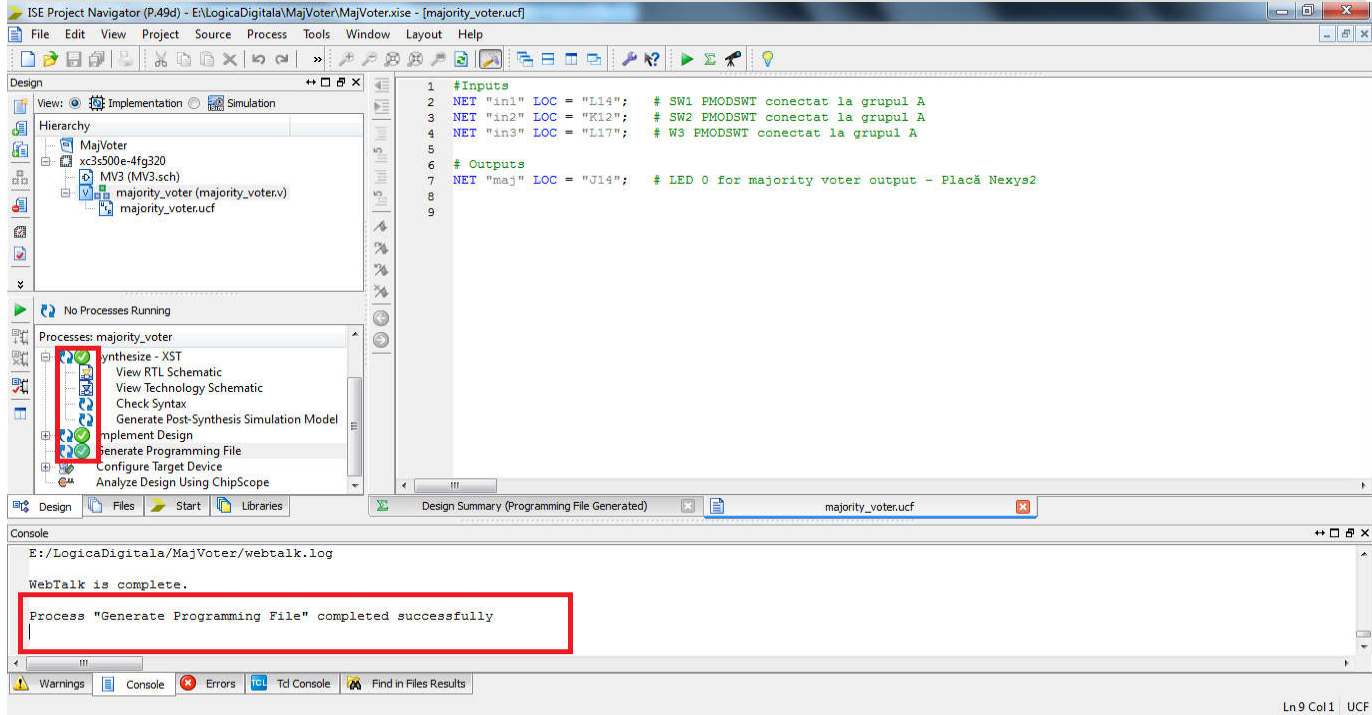 ISE Project Navigator (P.49d) - E:\LogicaDigitala\MajVoter\MajVoter.xise - [majority_voter.ucf]
File Edit View Project Source Process Tools Window Layout Help
»
Design
View: Implementation Simulation
Hierarchy
MajVoter
xc3s500e-4fg320
MV3 (MV3.sch)
majority_voter (majority_voter.v)
majority_voter.ucf
No Processes Running
Processes: majority_voter
ynthesize - XST
View RTL Schematic
View Technology Schematic
Check Syntax
Generate Post-Synthesis Simulation Model
mplement Design
enerate Programming File
Configure Target Device
Analyze Design Using ChipScope
Design Files Start Libraries
1 #Inputs
2 NET "in1" LOC = "L14"; # SW1 PMODSWT conectat la grupul A
3 NET "in2" LOC = "K12"; # SW2 PMODSWT conectat la grupul A
4 NET "in3" LOC = "L17"; # W3 PMODSWT conectat la grupul A
5
6 # Outputs
7 NET "maj" LOC = "J14"; # LED 0 for majority voter output - Placă Nexys2
8
9
Design Summary (Programming File Generated) majority_voter.ucf
Console
E:/LogicaDigitala/MajVoter/webtalk.log
WebTalk is complete.
Process "Generate Programming File" completed successfully
Warnings Console Errors TCL Tcl Console Find in Files Results
Ln 9 Col 1 UCF